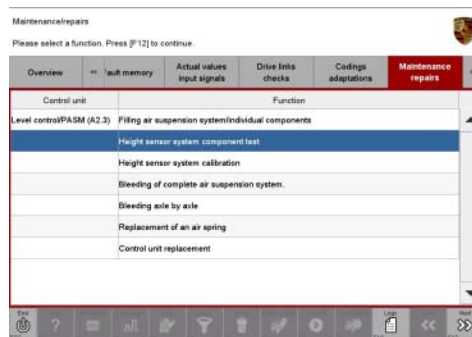 Maintenance/repairs
Please select a function. Press [F12] to continue.
Overview
ault memory
Actual values input signals
Drive links checks
Codings adaptations
Maintenance repairs
Control unit Function
Level control/PASM (A2.3) Filling air suspension system/individual components
Height sensor system component test
Height sensor system calibration
Bleeding of complete air suspension system.
Bleeding axle by axle
Replacement of an air spring
Control unit replacement
End
Logs
Next